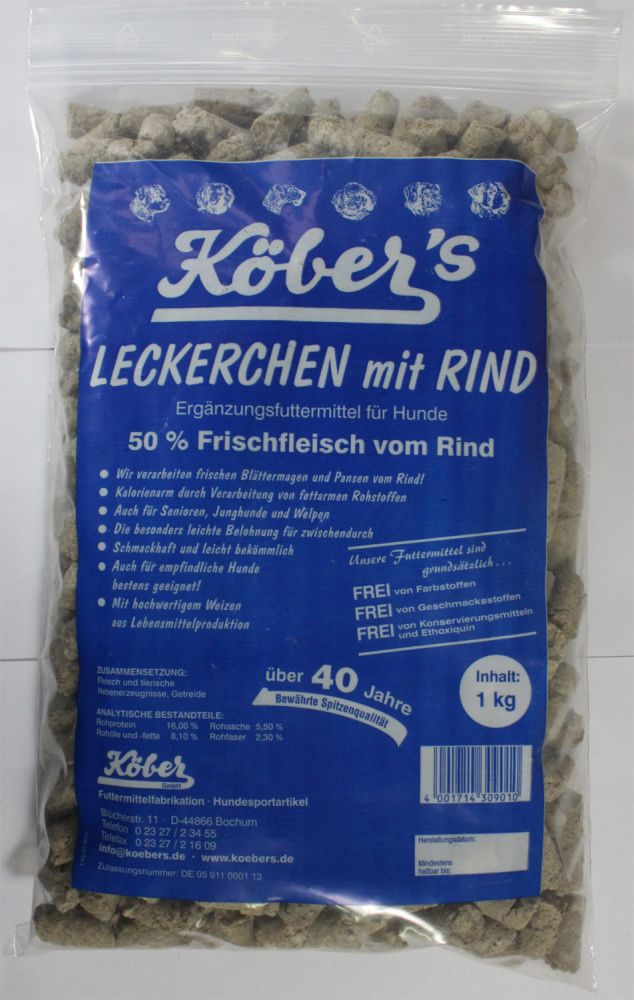 microsnap®
Köber's
LECKERCHEN mit RIND
Ergänzungsfuttermittel für Hunde
50 % Frischfleisch vom Rind
• Wir verarbeiten frischen Blättermagen und Pansen vom Rind!
• Kalorienarm durch Verarbeitung von fettarmen Rohstoffen
• Auch für Senioren, Junghunde und Welpen
• Die besonders leichte Belohnung für zwischendurch
• Schmackhaft und leicht bekömmlich
• Auch für empfindliche Hunde
bestens geeignet!
• Mit hochwertigem Weizen
aus Lebensmittelproduktion
Unsere Futtermittel sind
grundsätzlich . . .
FREI von Farbstoffen
FREI von Geschmacksstoffen
FREI von Konservierungsmitteln
und Ethoxiquin
ZUSAMMENSETZUNG:
Fleisch und tierische
Nebenerzeugnisse, Getreide
ANALYTISCHE BESTANDTEILE:
Rohprotein 16,00 % Rohasche 5,50 %
Rohöle und -fette 8,10 % Rohfaser 2,30 %
über 40 Jahre
Bewährte Spitzenqualität
Inhalt:
1 kg
Köber
GmbH
Futtermittelfabrikation · Hundesportartikel
Blücherstr. 11 · D-44866 Bochum
Telefon 0 23 27 / 2 34 55
Telefax 0 23 27 / 2 16 09
info@koebers.de · www.koebers.de
Zulassungsnummer: DE 05 911 0001 13
4 001714 309010
Herstellungsdatum:
Mindestens
haltbar bis: